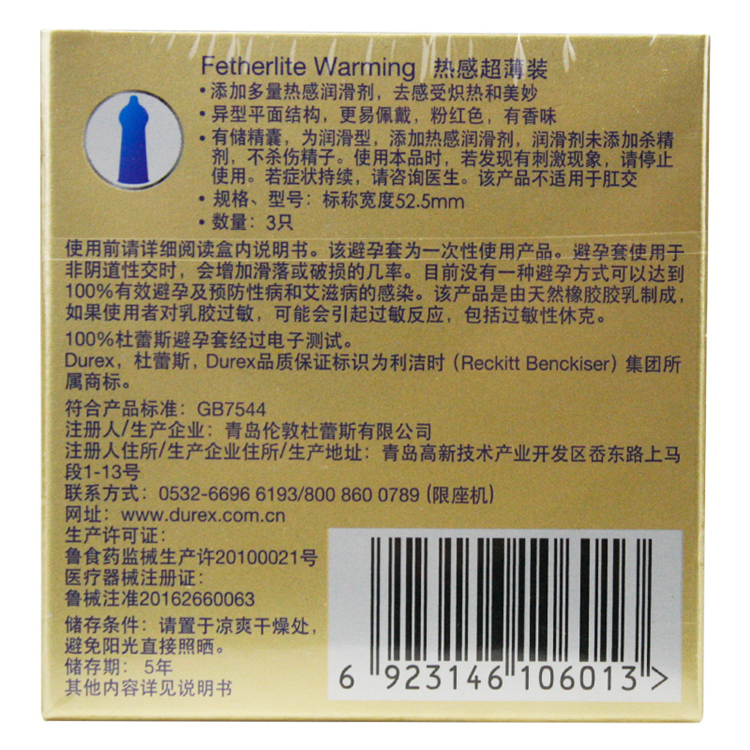 Fetherlite Warming 热感超薄装
• 添加多量热感润滑剂，去感受炽热和美妙
• 异型平面结构，更易佩戴，粉红色，有香味
• 有储精囊，为润滑型，添加热感润滑剂，润滑剂未添加杀精
剂，不杀伤精子。使用本品时，若发现有刺激现象，请停止
使用。若症状持续，请咨询医生。该产品不适用于肛交
• 规格、型号：标称宽度52.5mm
• 数量：3只
使用前请详细阅读盒内说明书。该避孕套为一次性使用产品。避孕套使用于
非阴道性交时，会增加滑落或破损的几率。目前没有一种避孕方式可以达到
100%有效避孕及预防性病和艾滋病的感染。该产品是由天然橡胶胶乳制成，
如果使用者对乳胶过敏，可能会引起过敏反应，包括过敏性休克。
100%杜蕾斯避孕套经过电子测试。
Durex，杜蕾斯，Durex品质保证标识为利洁时（Reckitt Benckiser）集团所
属商标。
符合产品标准：GB7544
注册人/生产企业：青岛伦敦杜蕾斯有限公司
注册人住所/生产企业住所/生产地址：青岛高新技术产业开发区岙东路上马
段1-13号
联系方式：0532-6696 6193/800 860 0789 (限座机)
网址：www.durex.com.cn
生产许可证：
鲁食药监械生产许20100021号
医疗器械注册证：
鲁械注准20162660063
储存条件：请置于凉爽干燥处，
避免阳光直接照晒。
储存期：5年
其他内容详见说明书
6 923146 106013 >